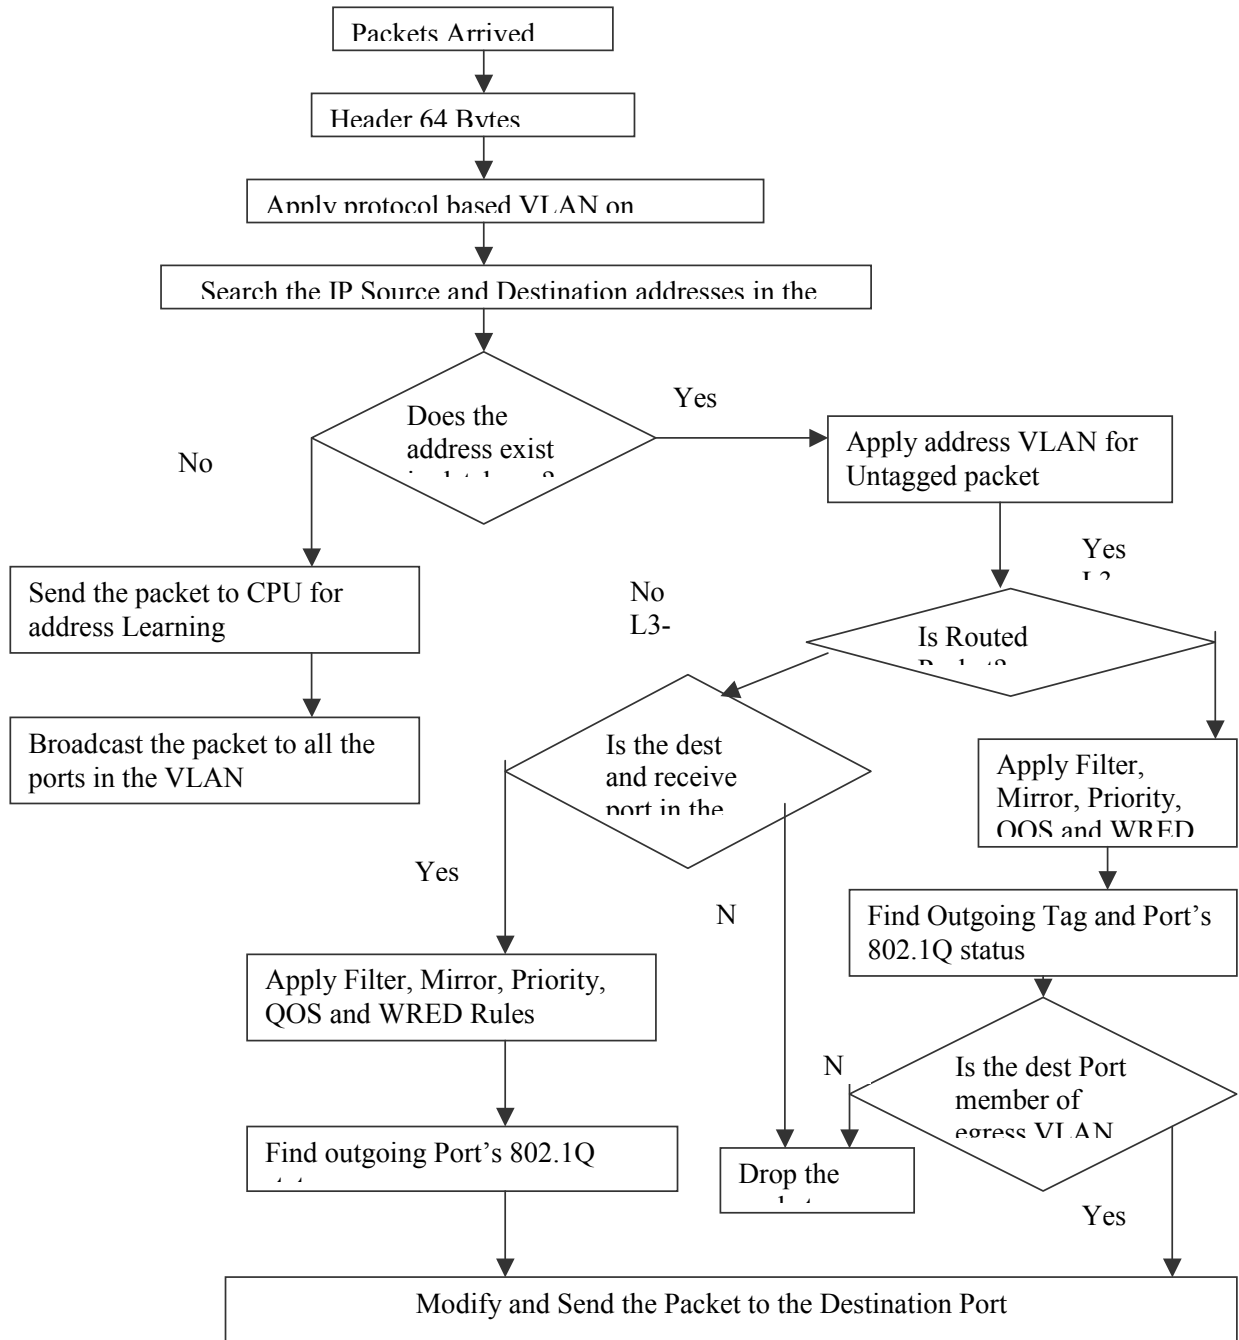 Packets Arrived
Header 64 Bytes
Apply protocol based VLAN on
Search the IP Source and Destination addresses in the
Does the
address exist
in database?
Yes
No
Apply address VLAN for
Untagged packet
Send the packet to CPU for
address Learning
Broadcast the packet to all the
ports in the VLAN
Yes
L3-
No
L3-
Is Routed
Packet?
Is the dest
and receive
port in the
Apply Filter,
Mirror, Priority,
QOS and WRED
Yes
N
Find Outgoing Tag and Port's
802.1Q status
Apply Filter, Mirror, Priority,
QOS and WRED Rules
N
Is the dest Port
member of
egress VLAN
Find outgoing Port's 802.1Q
Drop the
Yes
Modify and Send the Packet to the Destination Port